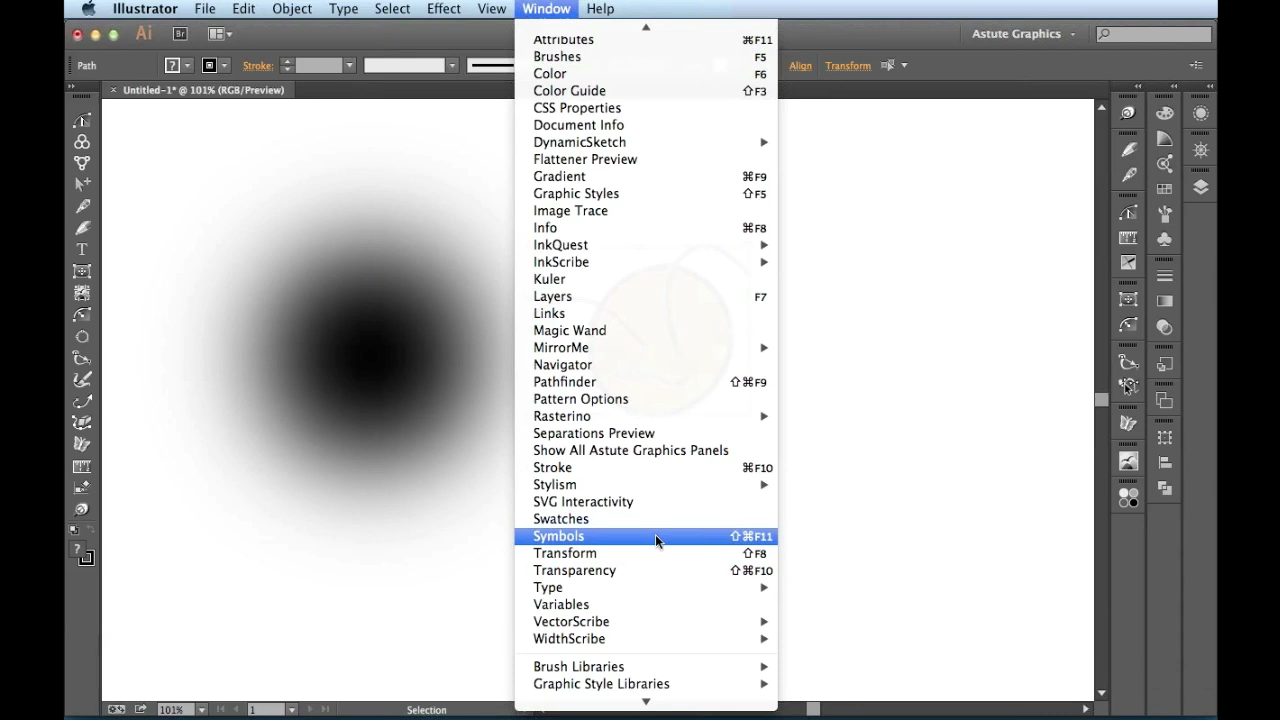 Illustrator File Edit Object Type Select Effect View Window Help
Ai Br Astute Graphics
Path ? Stroke: Align Transform
× Untitled-1* @ 101% (RGB/Preview)
Attributes ⌘F11
Brushes F5
Color F6
Color Guide ⇧F3
CSS Properties
Document Info
DynamicSketch
Flattener Preview
Gradient ⌘F9
Graphic Styles ⇧F5
Image Trace
Info ⌘F8
InkQuest
InkScribe
Kuler
Layers F7
Links
Magic Wand
MirrorMe
Navigator
Pathfinder ⇧⌘F9
Pattern Options
Rasterino
Separations Preview
Show All Astute Graphics Panels
Stroke ⌘F10
Stylism
SVG Interactivity
Swatches
Symbols ⇧⌘F11
Transform ⇧F8
Transparency ⇧⌘F10
Type
Variables
VectorScribe
WidthScribe
Brush Libraries
Graphic Style Libraries
101% 1 Selection